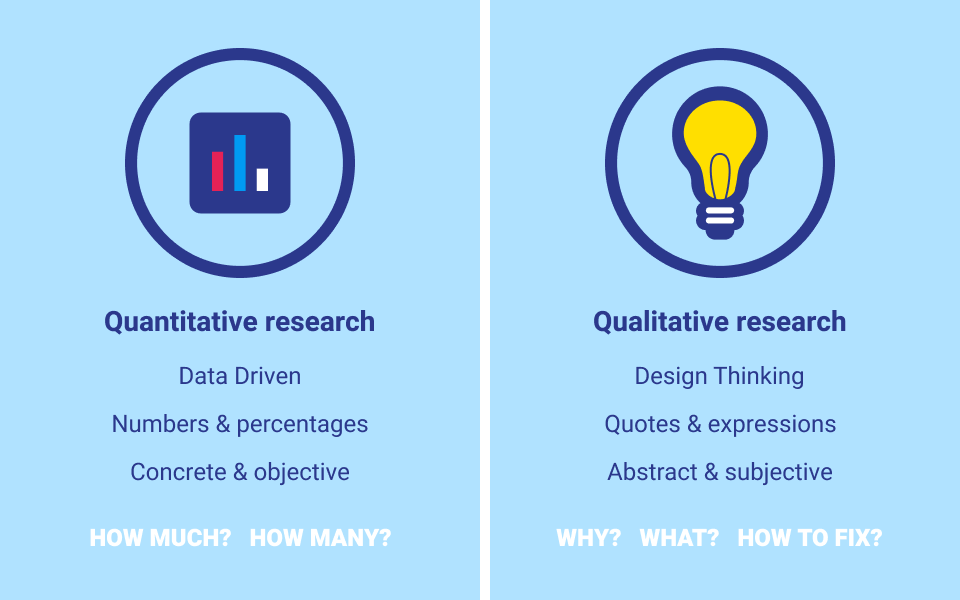 Quantitative research
Data Driven
Numbers & percentages
Concrete & objective
HOW MUCH? HOW MANY?
Qualitative research
Design Thinking
Quotes & expressions
Abstract & subjective
WHY? WHAT? HOW TO FIX?